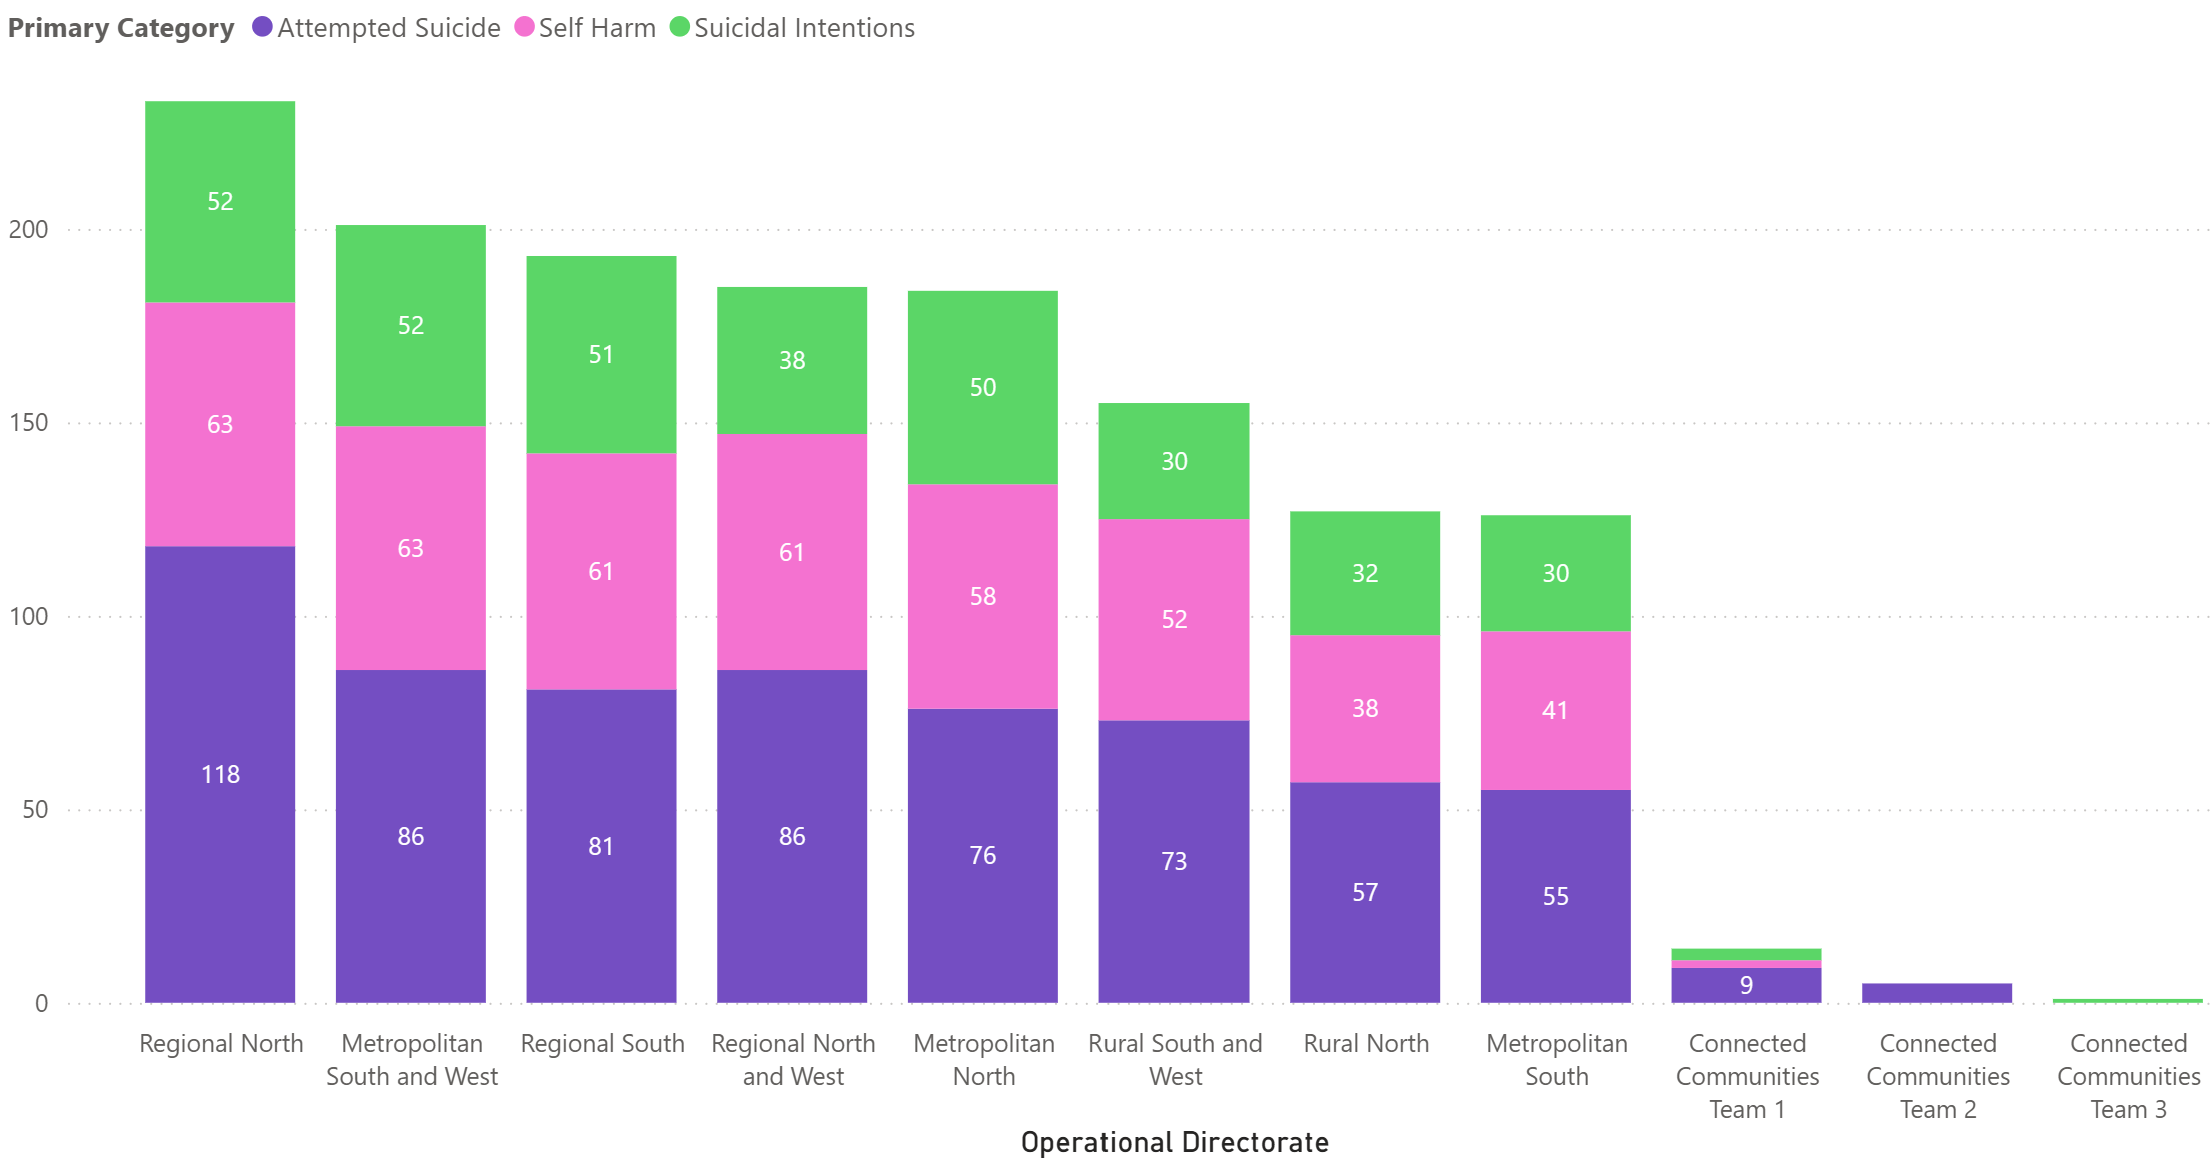 Primary Category Attempted Suicide Self Harm Suicidal Intentions
52
200
52
51
38
50
150
63
63
61
61
58
30
52
100
32
30
38
41
118
50
86
81
86
76
73
57
55
9
0
Regional North
Metropolitan
South and West
Regional South
Regional North
and West
Metropolitan
North
Rural South and
West
Rural North
Metropolitan
South
Connected
Communities
Team 1
Connected
Communities
Team 2
Connected
Communities
Team 3
Operational Directorate